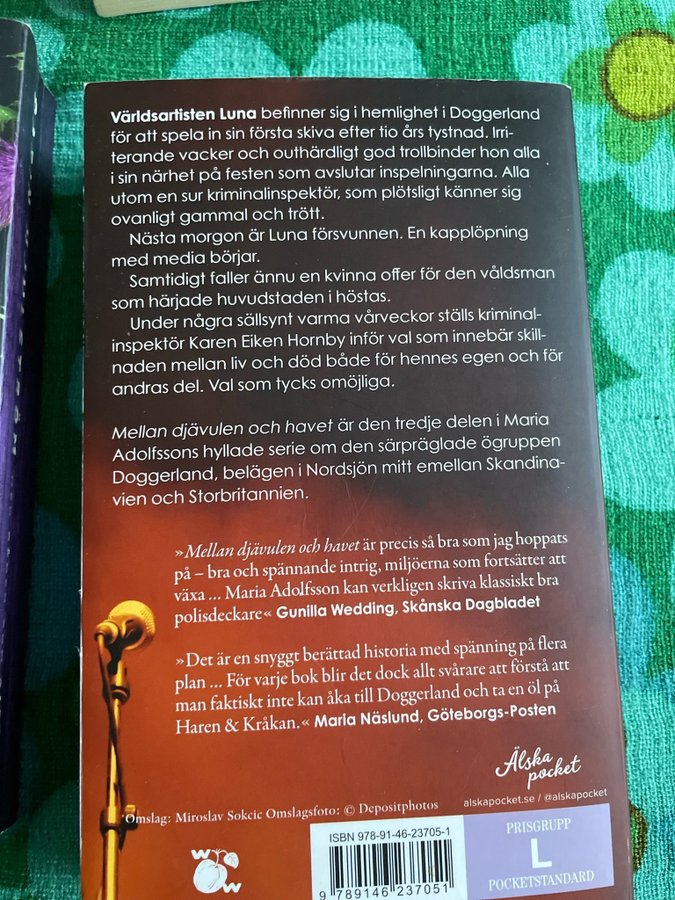 Världsartisten Luna befinner sig i hemlighet i Doggerland
för att spela in sin första skiva efter tio års tystnad. Irri-
terande vacker och outhärdligt god trollbinder hon alla
i sin närhet på festen som avslutar inspelningarna. Alla
utom en sur kriminalinspektör, som plötsligt känner sig
ovanligt gammal och trött.
Nästa morgon är Luna försvunnen. En kapplöpning
med media börjar.
Samtidigt faller ännu en kvinna offer för den våldsman
som härjade huvudstaden i höstas.
Under några sällsynt varma vårveckor ställs kriminal-
inspektör Karen Eiken Hornby inför val som innebär skill-
naden mellan liv och död både för hennes egen och för
andras del. Val som tycks omöjliga.
Mellan djävulen och havet är den tredje delen i Maria
Adolfssons hyllade serie om den särpräglade ögruppen
Doggerland, belägen i Nordsjön mitt emellan Skandina-
vien och Storbritannien.
»Mellan djävulen och havet är precis så bra som jag hoppats
på – bra och spännande intrig, miljöerna som fortsätter att
växa ... Maria Adolfsson kan verkligen skriva klassiskt bra
polisdeckare« Gunilla Wedding, Skånska Dagbladet
»Det är en snyggt berättad historia med spänning på flera
plan ... För varje bok blir det dock allt svårare att förstå att
man faktiskt inte kan åka till Doggerland och ta en öl på
Haren & Kråkan.« Maria Näslund, Göteborgs-Posten
Älska
pocket
alskapocket.se / @alskapocket
Omslag: Miroslav Sokcic Omslagsfoto: © Depositphotos
ISBN 978-91-46-23705-1
9 789146 237051
PRISGRUPP
L
POCKETSTANDARD
W W